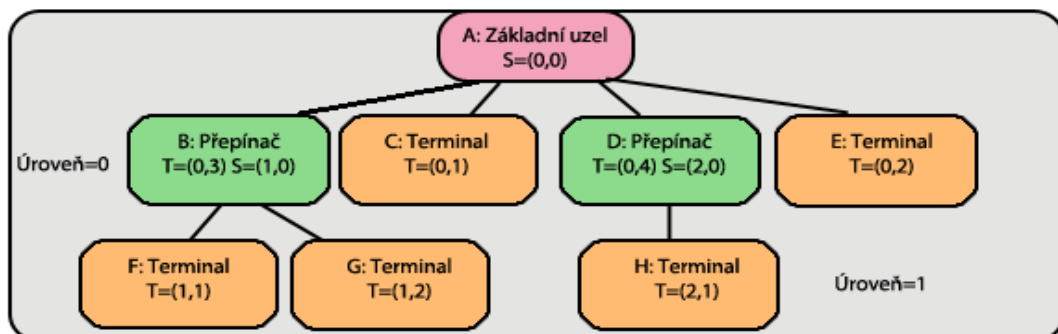 A: Základní uzel
S=(0,0)
B: Přepínač
T=(0,3) S=(1,0)
C: Terminal
T=(0,1)
D: Přepínač
T=(0,4) S=(2,0)
E: Terminal
T=(0,2)
Úroveň=0
F: Terminal
T=(1,1)
G: Terminal
T=(1,2)
H: Terminal
T=(2,1)
Úroveň=1